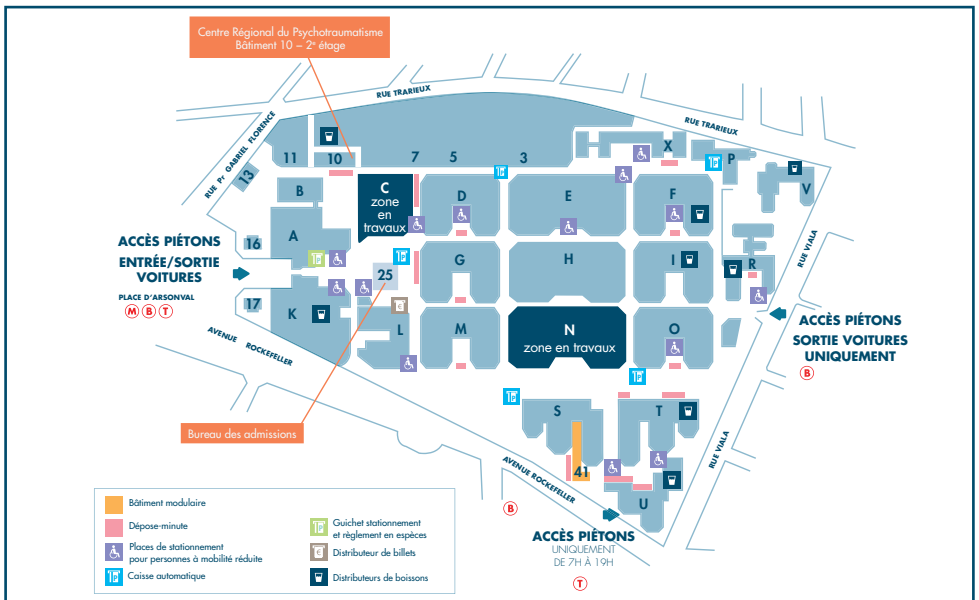 Centre Régional du Psychotraumatisme
Bâtiment 10 – 2e étage
RUE TRARIEUX
RUE TRARIEUX
RUE Pr GABRIEL FLORENCE
11
10
7
5
3
X
P
V
13
B
C
zone
en
travaux
D
E
F
16
A
ACCÈS PIÉTONS
ENTRÉE/SORTIE
VOITURES
PLACE D'ARSONVAL
M B T
25
G
H
I
R
RUE VIALA
17
K
L
M
N
zone en travaux
O
ACCÈS PIÉTONS
SORTIE VOITURES
UNIQUEMENT
B
AVENUE ROCKEFELLER
Bureau des admissions
S
T
41
U
RUE VIALA
AVENUE ROCKEFELLER
B
ACCÈS PIÉTONS
UNIQUEMENT
DE 7H À 19H
T
Bâtiment modulaire
Dépose-minute
Places de stationnement
pour personnes à mobilité réduite
Caisse automatique
Guichet stationnement
et règlement en espèces
Distributeur de billets
Distributeurs de boissons